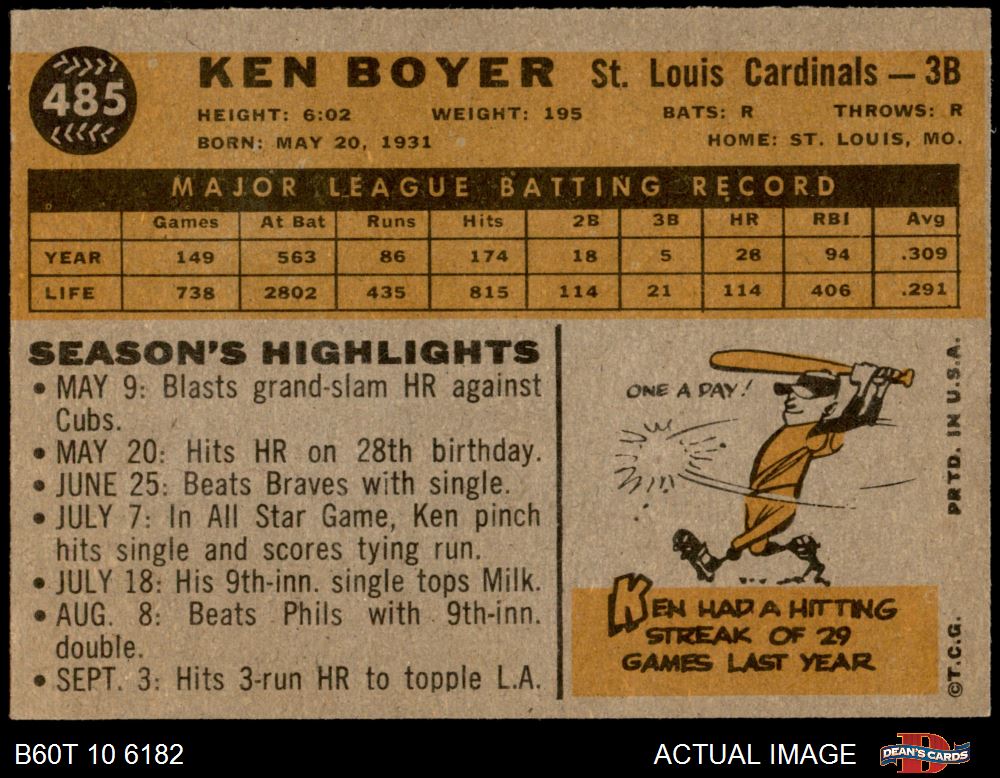 485
KEN BOYER St. Louis Cardinals — 3B
HEIGHT: 6:02 WEIGHT: 195 BATS: R THROWS: R
BORN: MAY 20, 1931 HOME: ST. LOUIS, MO.
MAJOR LEAGUE BATTING RECORD
Games At Bat Runs Hits 2B 3B HR RBI Avg
YEAR 149 563 86 174 18 5 28 94 .309
LIFE 738 2802 435 815 114 21 114 406 .291
SEASON'S HIGHLIGHTS
• MAY 9: Blasts grand-slam HR against
Cubs.
• MAY 20: Hits HR on 28th birthday.
• JUNE 25: Beats Braves with single.
• JULY 7: In All Star Game, Ken pinch
hits single and scores tying run.
• JULY 18: His 9th-inn. single tops Milk.
• AUG. 8: Beats Phils with 9th-inn.
double.
• SEPT. 3: Hits 3-run HR to topple L.A.
ONE A DAY!
KEN HAD A HITTING
STREAK OF 29
GAMES LAST YEAR
©T.C.G. PRTD. IN U.S.A.
B60T 10 6182 ACTUAL IMAGE
D
DEAN'S CARDS